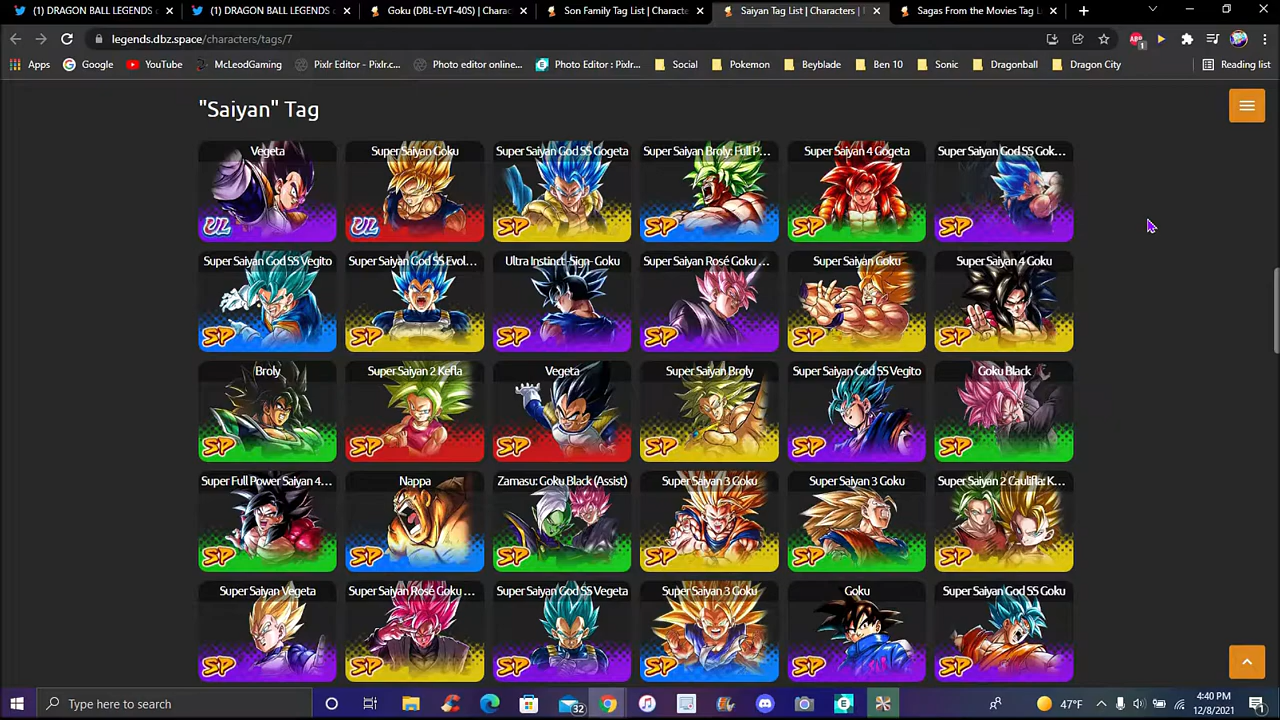 (1) DRAGON BALL LEGENDS o
(1) DRAGON BALL LEGENDS o
Goku (DBL-EVT-40S) | Charac
Son Family Tag List | Characte
Saiyan Tag List | Characters |
Sagas From the Movies Tag L
legends.dbz.space/characters/tags/7
1
Apps
Google
YouTube
McLeodGaming
Pixlr Editor - Pixlr.c...
Photo editor online...
Photo Editor : Pixlr...
Social
Pokemon
Beyblade
Ben 10
Sonic
Dragonball
Dragon City
Reading list
"Saiyan" Tag
Vegeta
Super Saiyan Goku
Super Saiyan God SS Gogeta
Super Saiyan Broly: Full P...
Super Saiyan 4 Gogeta
Super Saiyan God SS Gok...
UL
UL
SP
SP
SP
SP
Super Saiyan God SS Vegito
Super Saiyan God SS Evol...
Ultra Instinct -Sign- Goku
Super Saiyan Rosé Goku ...
Super Saiyan Goku
Super Saiyan 4 Goku
SP
SP
SP
SP
SP
SP
Broly
Super Saiyan 2 Kefla
Vegeta
Super Saiyan Broly
Super Saiyan God SS Vegito
Goku Black
SP
SP
SP
SP
SP
SP
Super Full Power Saiyan 4...
Nappa
Zamasu: Goku Black (Assist)
Super Saiyan 3 Goku
Super Saiyan 3 Goku
Super Saiyan 2 Caulifla: K...
SP
SP
SP
SP
SP
SP
Super Saiyan Vegeta
Super Saiyan Rosé Goku ...
Super Saiyan God SS Vegeta
Super Saiyan 3 Goku
Goku
Super Saiyan God SS Goku
SP
SP
SP
SP
SP
SP
Type here to search
32
47°F
4:40 PM
12/8/2021